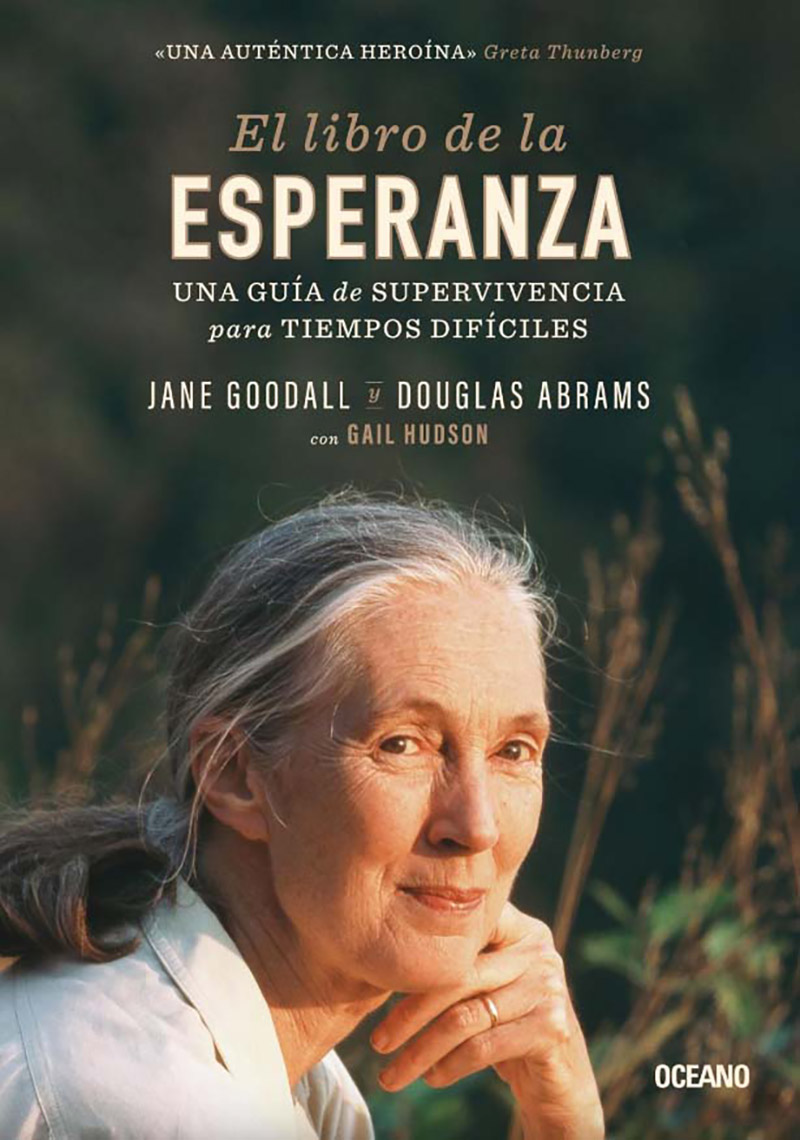 «UNA AUTÉNTICA HEROÍNA» Greta Thunberg
El libro de la
ESPERANZA
UNA GUÍA de SUPERVIVENCIA
para TIEMPOS DIFÍCILES
JANE GOODALL y DOUGLAS ABRAMS
con GAIL HUDSON
OCEANO